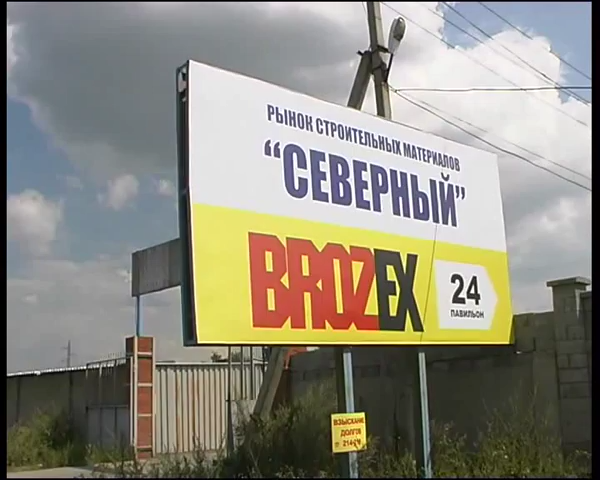 РЫНОК СТРОИТЕЛЬНЫХ МАТЕРИАЛОВ
“СЕВЕРНЫЙ”
BROZEX
24
ПАВИЛЬОН
ВЗЫСКАНИЕ
ДОЛГА